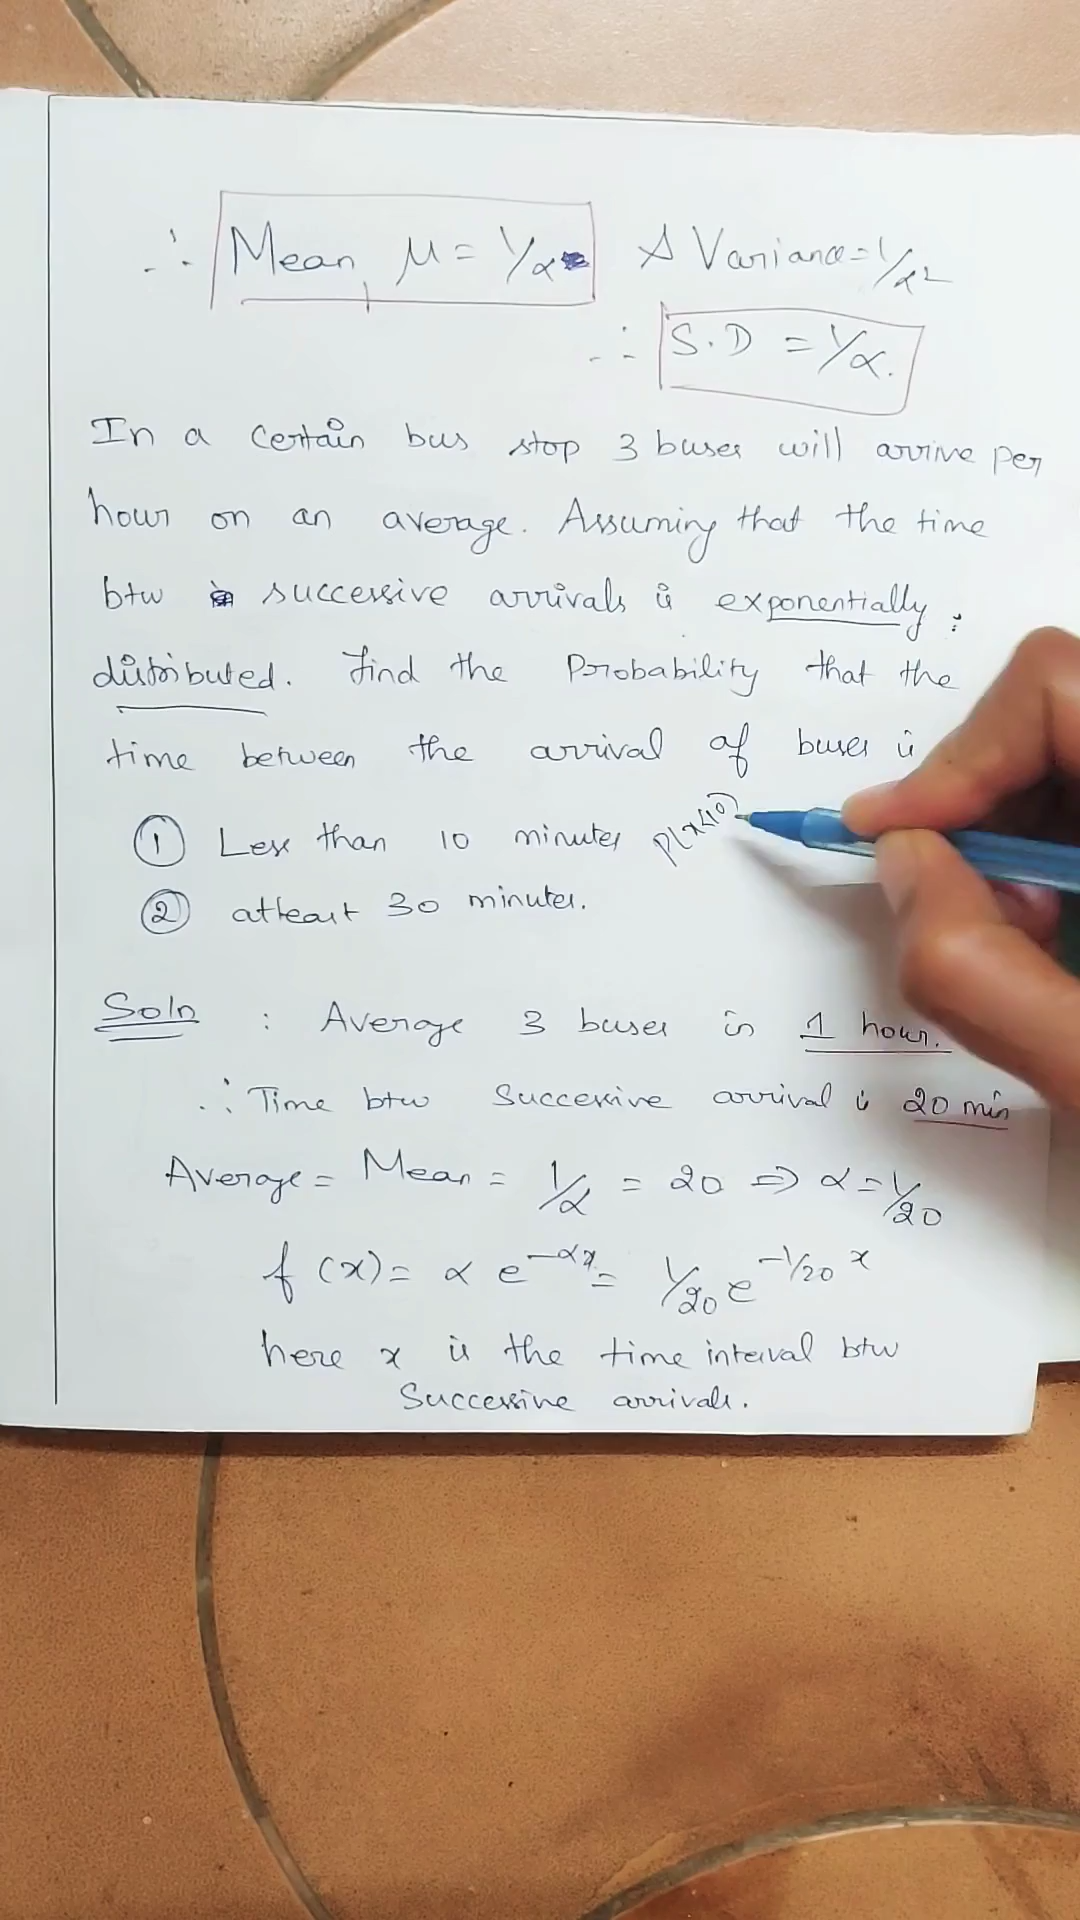 ∴ Mean, μ = 1/α & Variance = 1/α²
∴ S.D = 1/α.
In a certain bus stop 3 buses will arrive per
hour on an average. Assuming that the time
btw successive arrivals is exponentially
distributed. Find the Probability that the
time between the arrival of buses is
① Less than 10 minutes P(x<10)
② atleast 30 minutes.
Soln : Average 3 buses in 1 hour.
∴ Time btw Successive arrival is 20 min
Average = Mean = 1/α = 20 ⇒ α = 1/20
f(x) = α e^-αx = 1/20 e^-1/20 x
here x is the time interval btw
Successive arrivals.